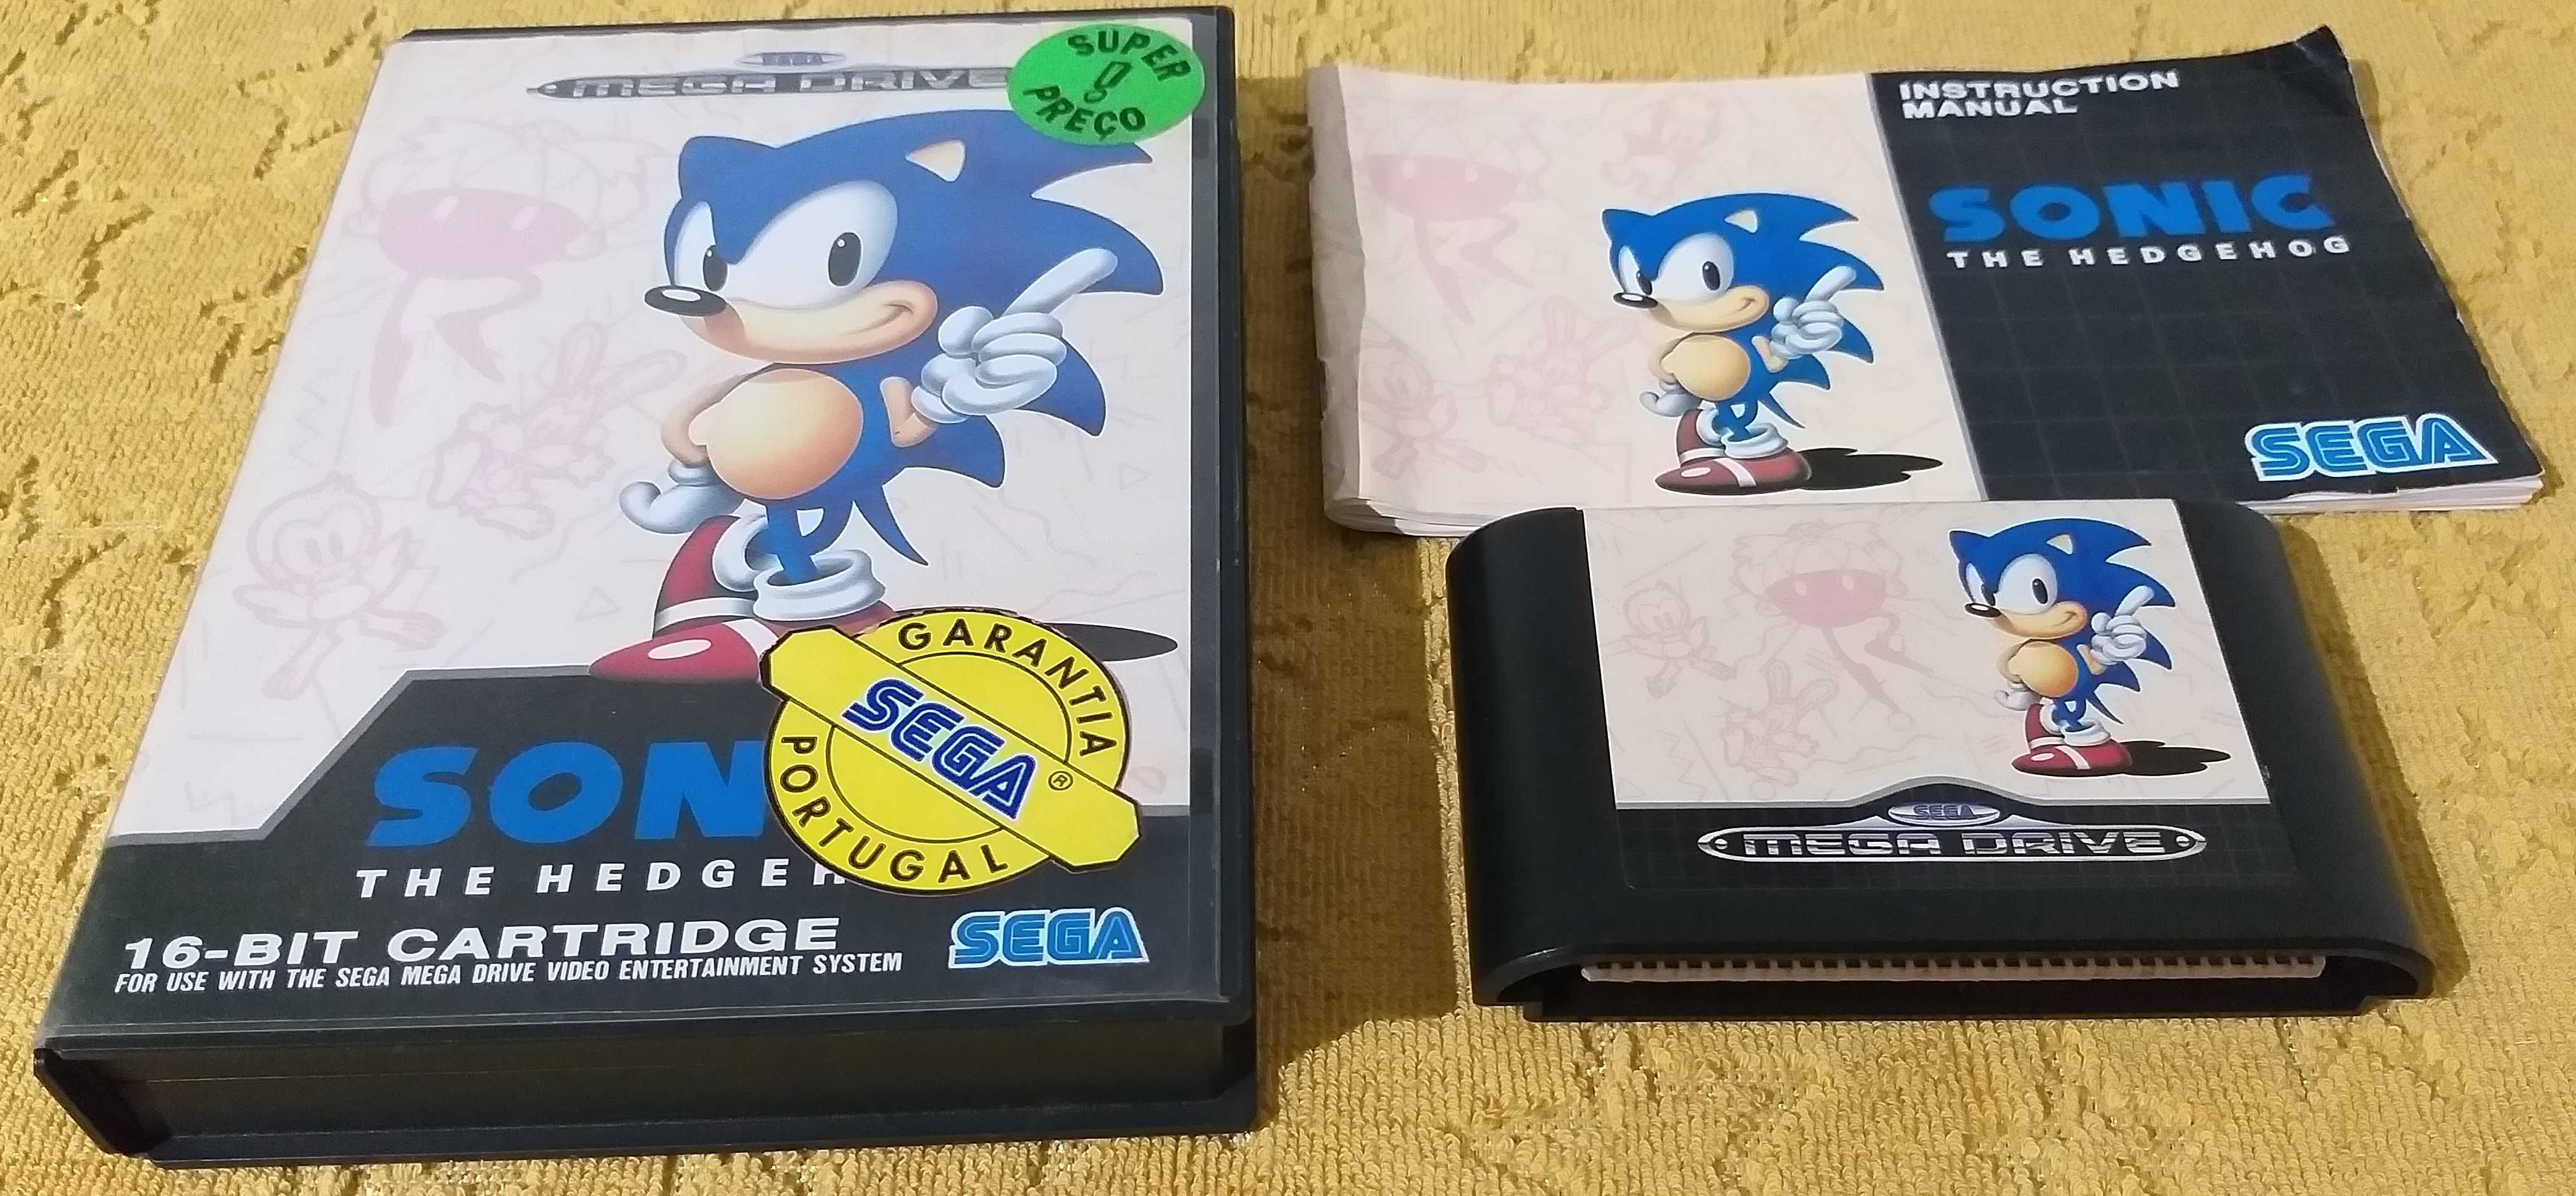 SEGA
MEGA DRIVE
SUPER
!
PREÇO
GARANTIA
SEGA®
PORTUGAL
SON
THE HEDGEH
16-BIT CARTRIDGE
FOR USE WITH THE SEGA MEGA DRIVE VIDEO ENTERTAINMENT SYSTEM
SEGA
INSTRUCTION
MANUAL
SONIC
THE HEDGEHOG
SEGA
SEGA
MEGA DRIVE